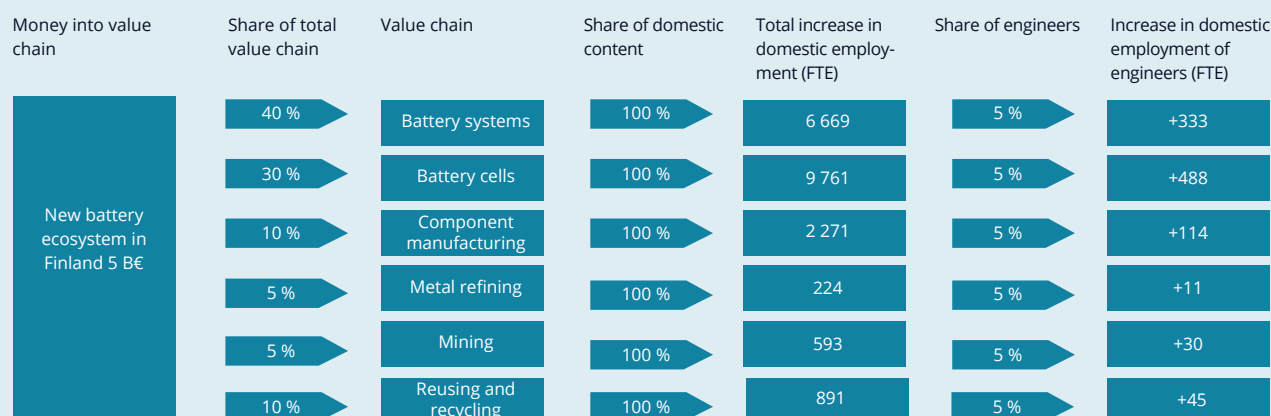 Money into value
chain
Share of total
value chain
Value chain
Share of domestic
content
Total increase in
domestic employ-
ment (FTE)
Share of engineers
Increase in domestic
employment of
engineers (FTE)
New battery
ecosystem in
Finland 5 B€
40 %
Battery systems
100 %
6 669
5 %
+333
30 %
Battery cells
100 %
9 761
5 %
+488
10 %
Component
manufacturing
100 %
2 271
5 %
+114
5 %
Metal refining
100 %
224
5 %
+11
5 %
Mining
100 %
593
5 %
+30
10 %
Reusing and
recycling
100 %
891
5 %
+45